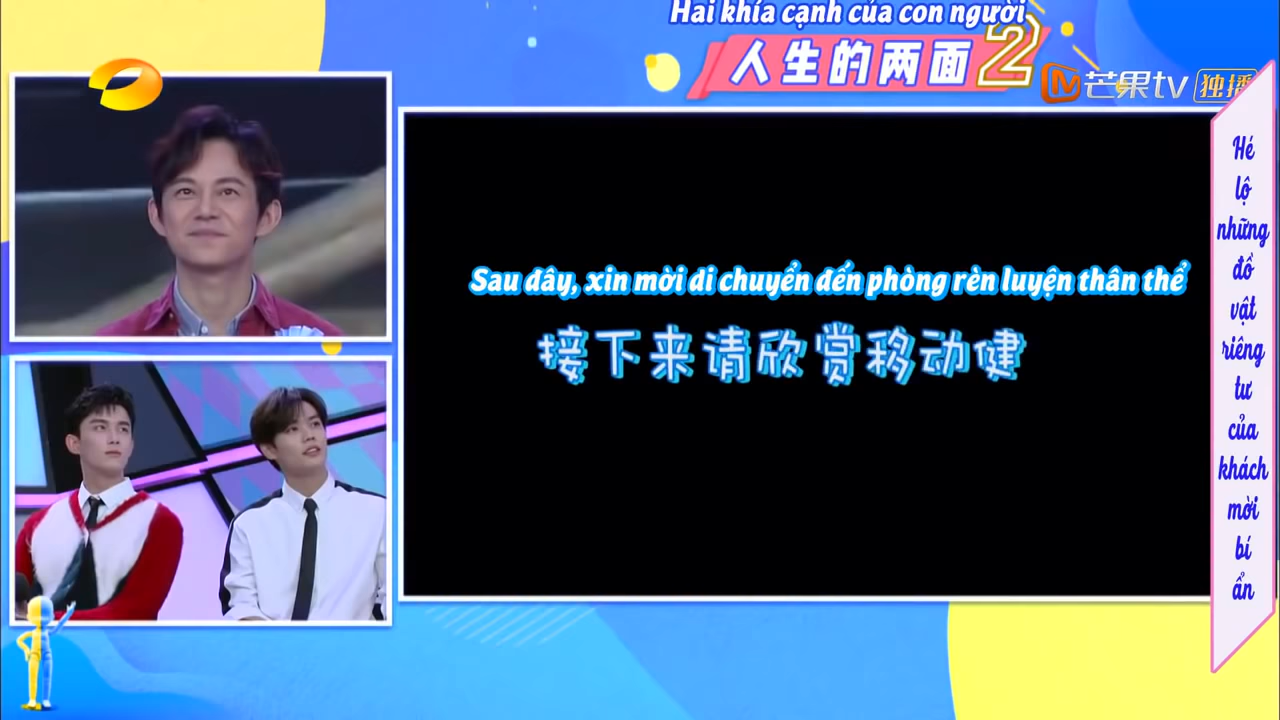 Hai khía cạnh của con người
人生的两面2
芒果tv 独播
Sau đây, xin mời di chuyển đến phòng rèn luyện thân thể
接下来请欣赏移动健
Hé
lộ
những
đồ
vật
riêng
tư
của
khách
mời
bí
ẩn